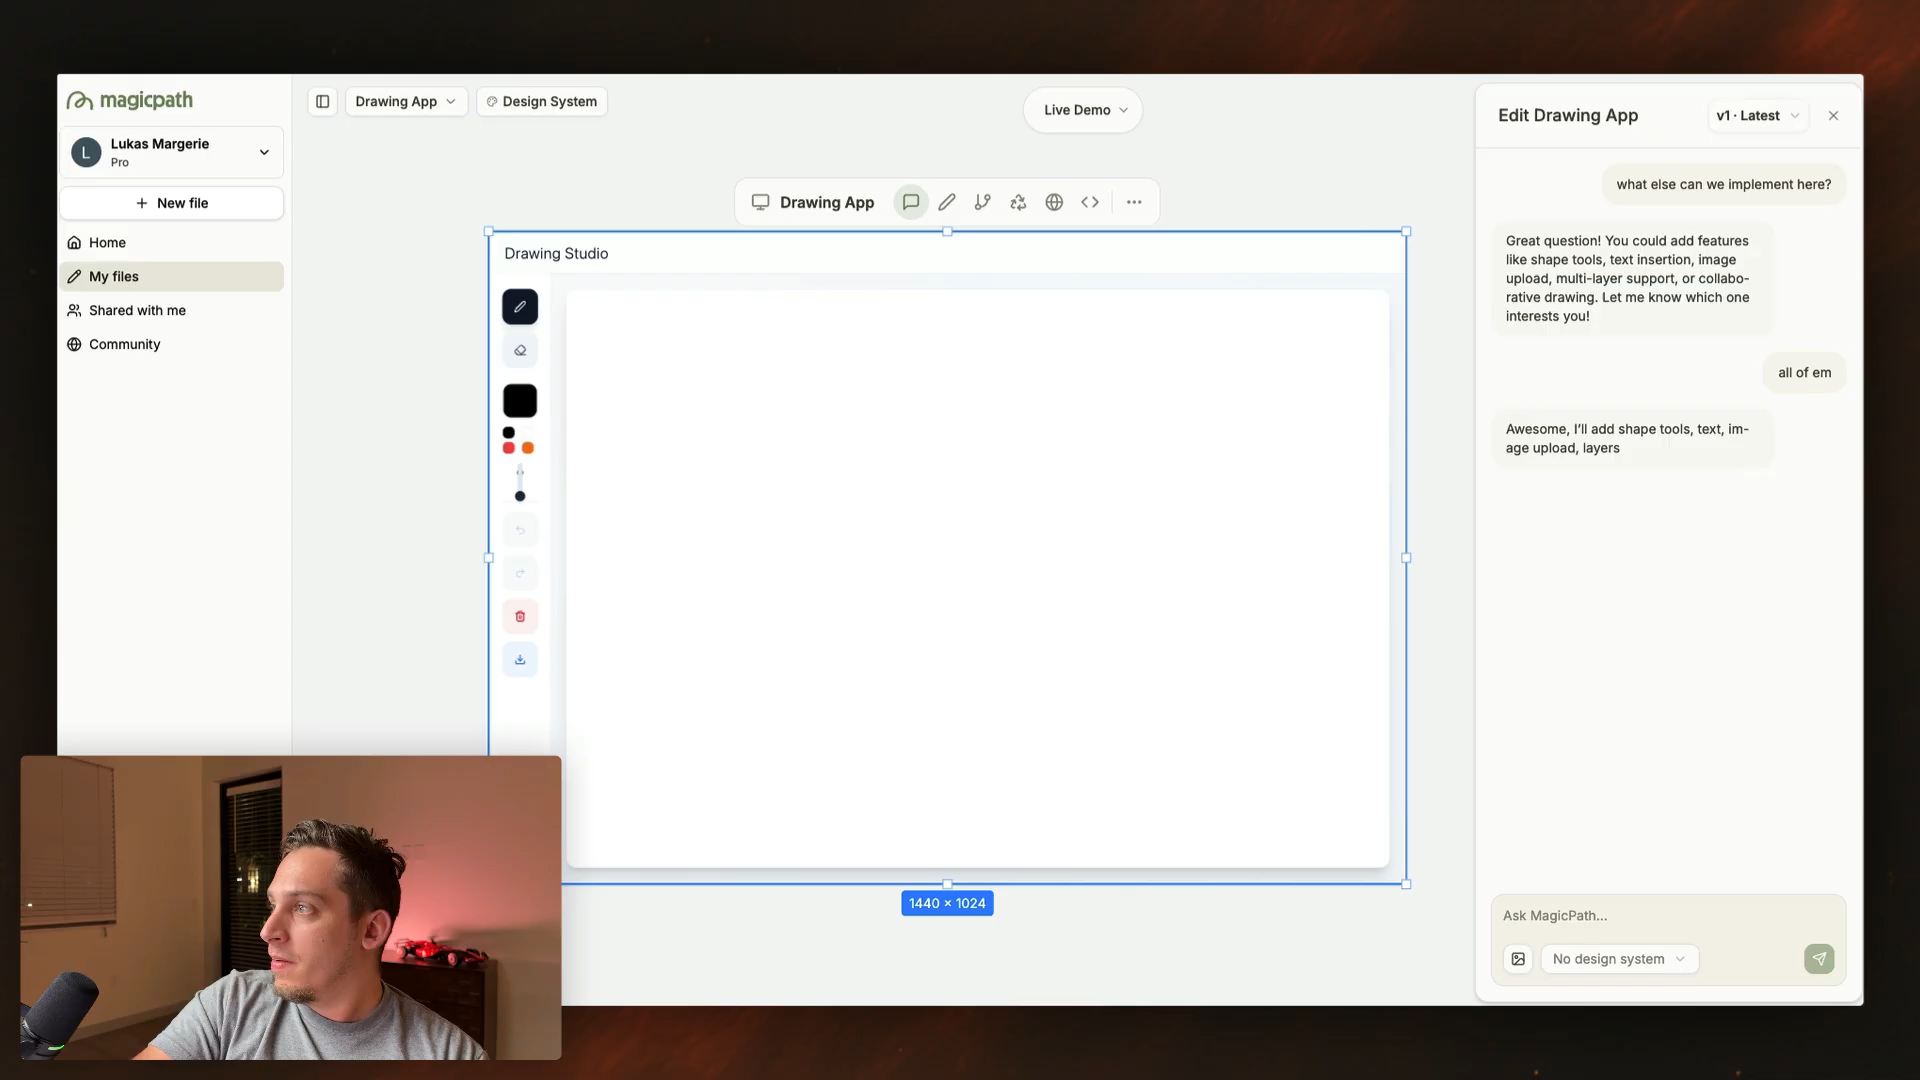 magicpath
L
Lukas Margerie
Pro
New file
Home
My files
Shared with me
Community
Drawing App
Design System
Live Demo
Drawing App
Drawing Studio
1440 × 1024
Edit Drawing App
v1 · Latest
what else can we implement here?
Great question! You could add features
like shape tools, text insertion, image
upload, multi-layer support, or collabo-
rative drawing. Let me know which one
interests you!
all of em
Awesome, I'll add shape tools, text, im-
age upload, layers
Ask MagicPath...
No design system